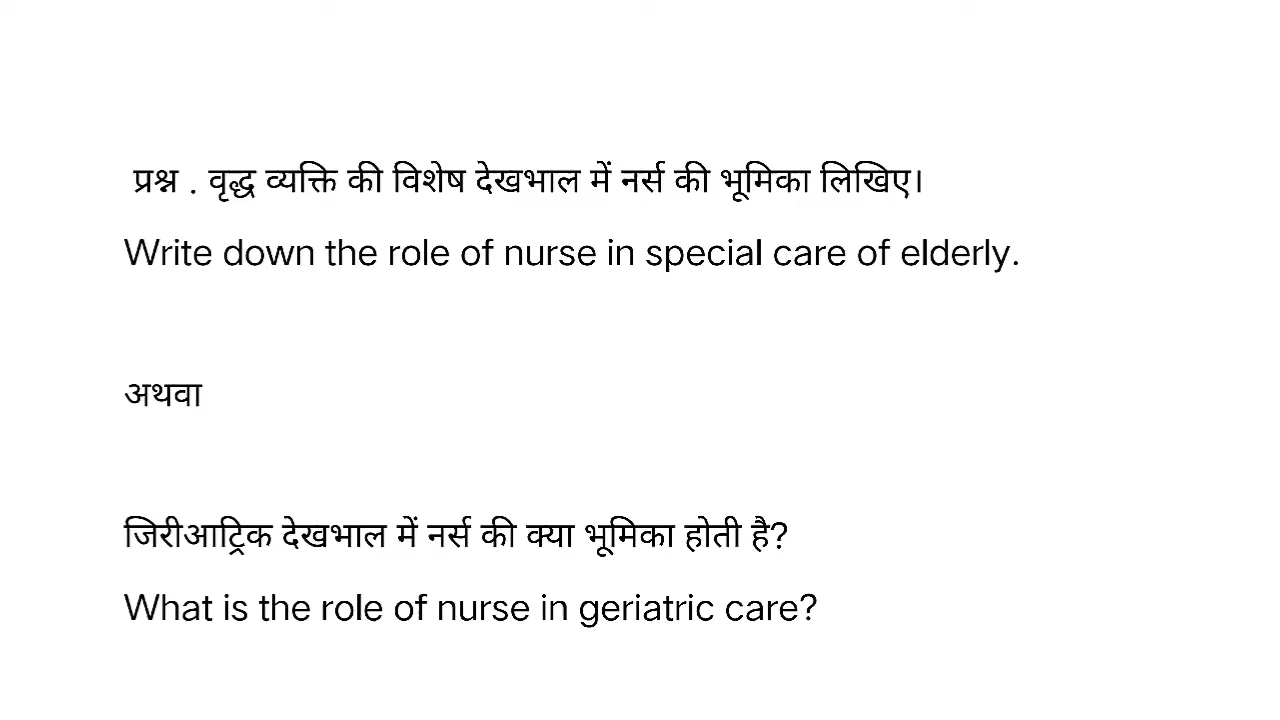 प्रश्न . वृद्ध व्यक्ति की विशेष देखभाल में नर्स की भूमिका लिखिए।
Write down the role of nurse in special care of elderly.
अथवा
जिरीआट्रिक देखभाल में नर्स की क्या भूमिका होती है?
What is the role of nurse in geriatric care?